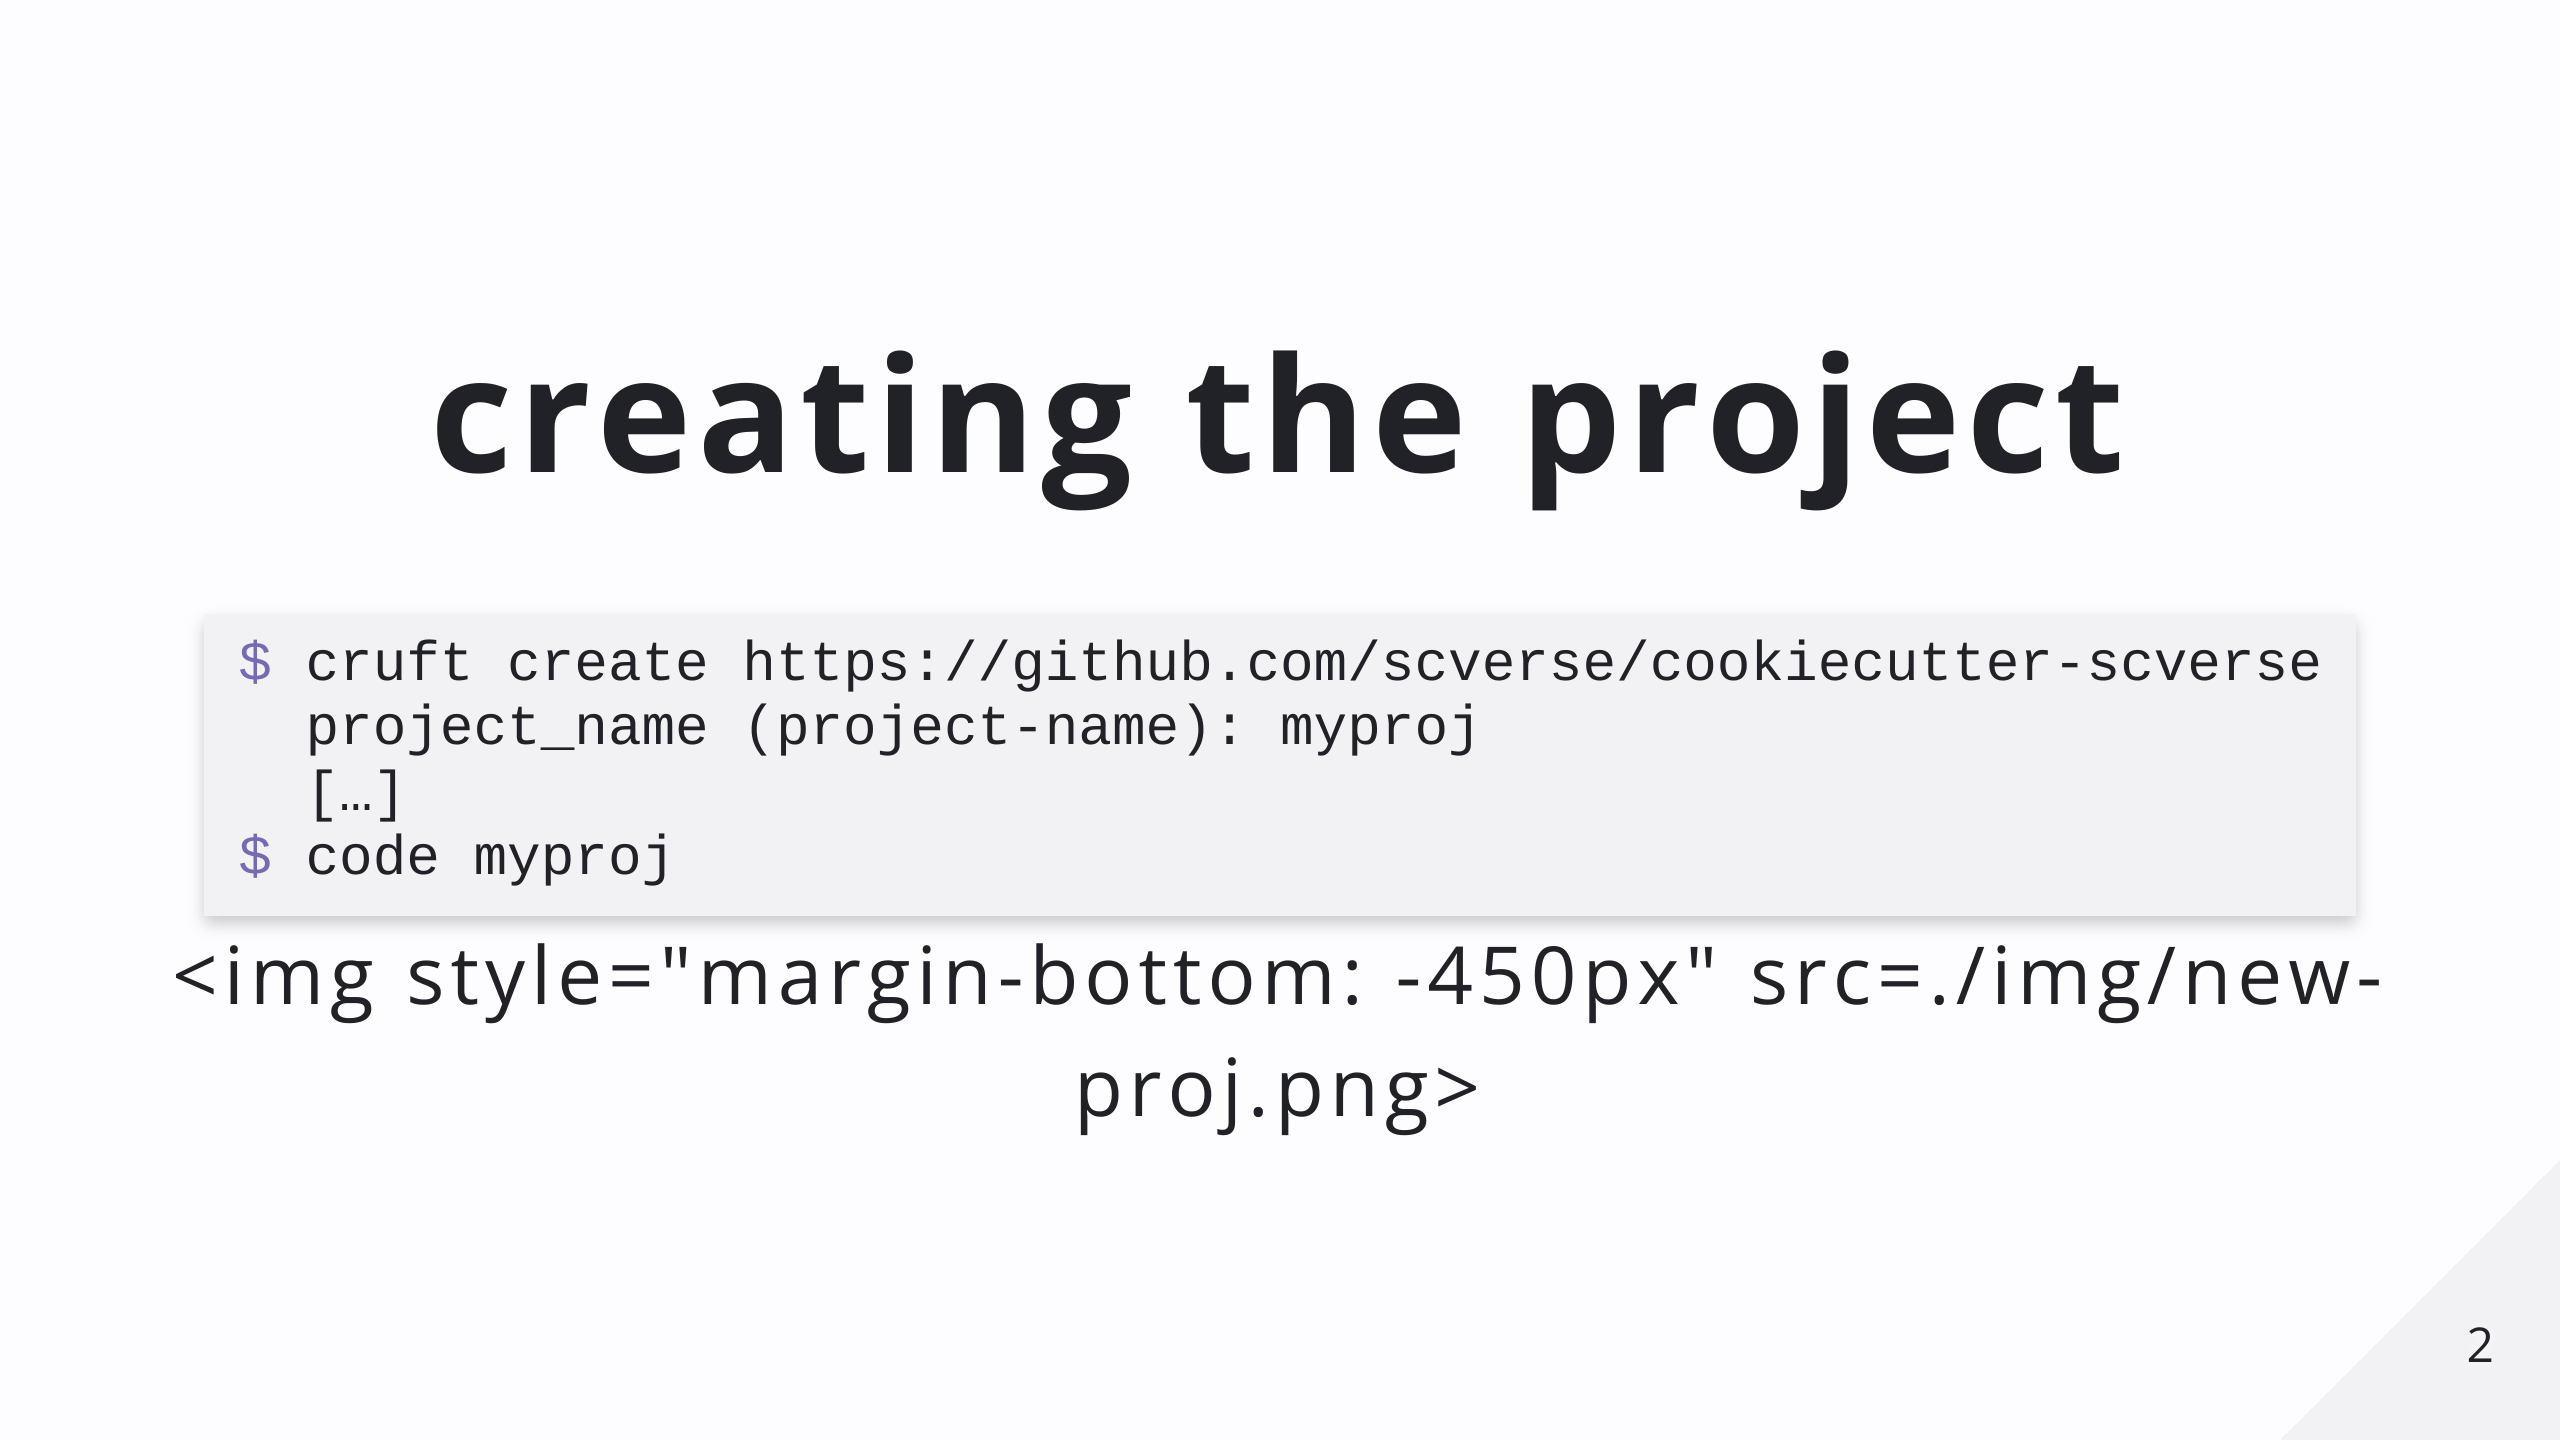 creating the project
$ cruft create https://github.com/scverse/cookiecutter-scverse
project_name (project-name): myproj
[…]
$ code myproj
<img style="margin-bottom: -450px" src=./img/new-
proj.png>
2